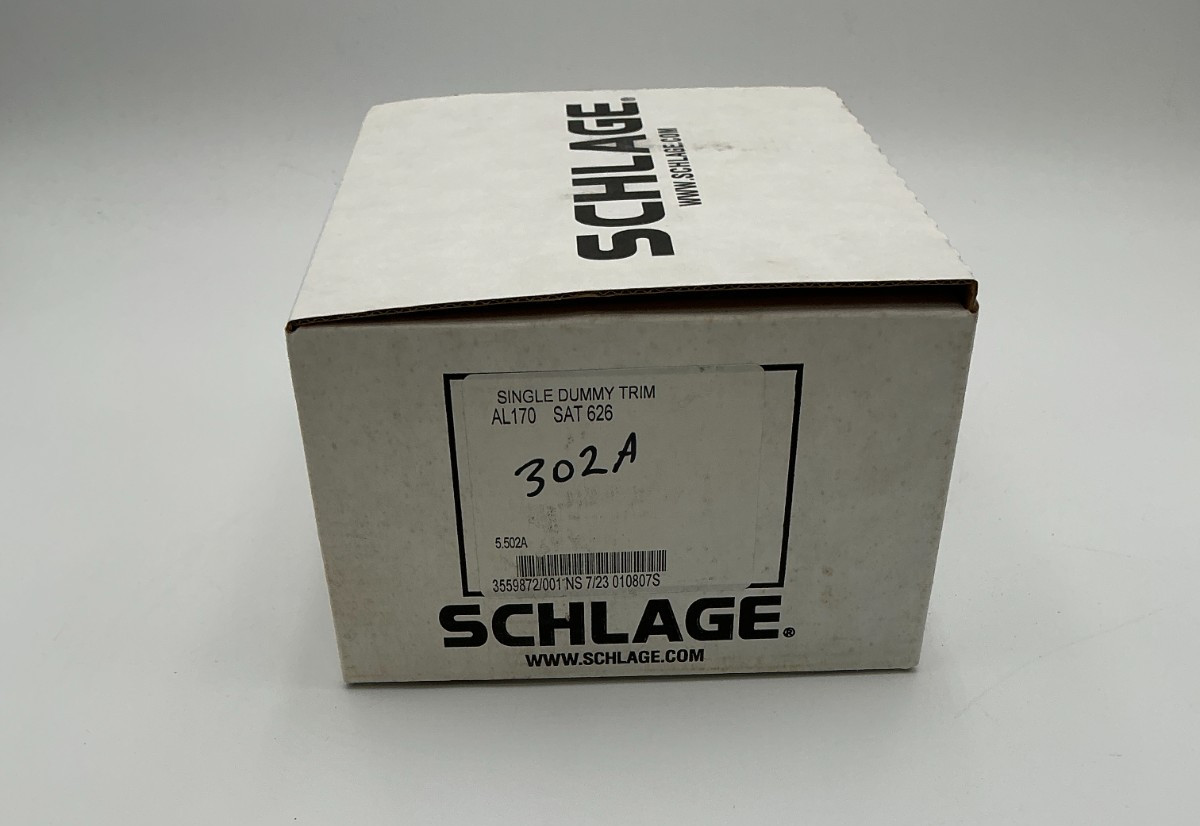 SCHLAGE®
WWW.SCHLAGE.COM
SINGLE DUMMY TRIM
AL170 SAT 626
302A
5.502A
3559872/001*NS 7/23 010807S
SCHLAGE®
WWW.SCHLAGE.COM